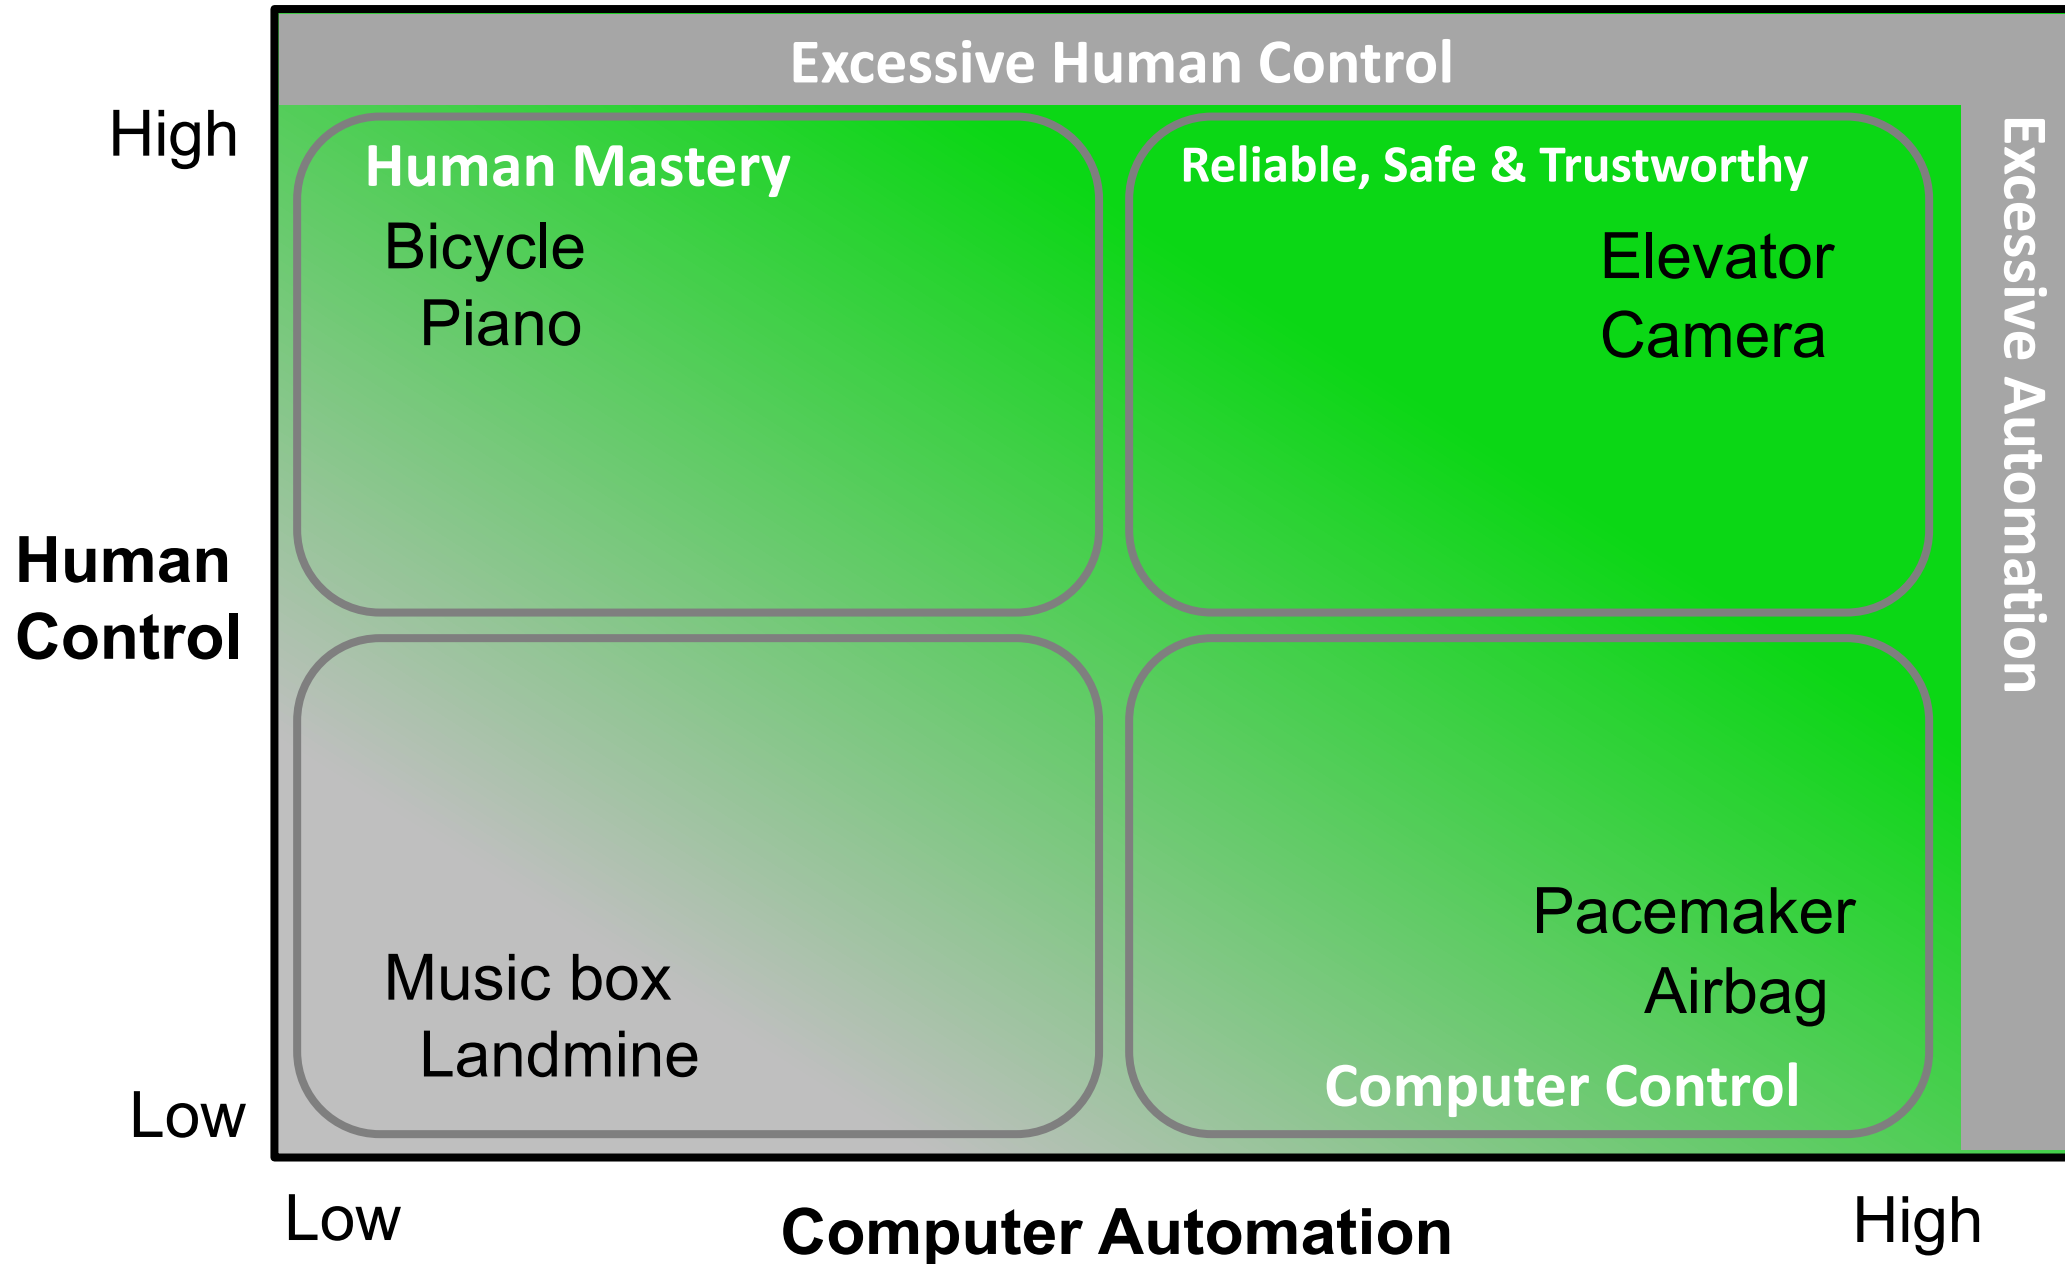 Excessive Human Control
High
Human Mastery
Bicycle
Piano
Reliable, Safe & Trustworthy
Elevator
Camera
Excessive Automation
Human
Control
Music box
Landmine
Pacemaker
Airbag
Computer Control
Low
Low
Computer Automation
High